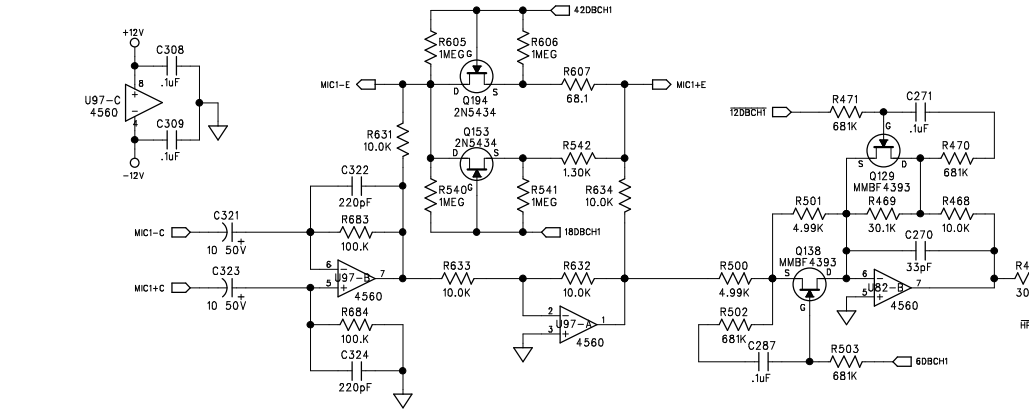 42DBCH1
+12V
C308
.1uF
8
U97-C
4560
4
C309
.1uF
-12V
R605
1MEG
G
R606
1MEG
MIC1-E
D
S
Q194
2N5434
R607
68.1
MIC1+E
R631
10.0K
Q153
2N5434
D
S
R542
1.30K
R540
1MEG
G
R541
1MEG
R634
10.0K
18DBCH1
C322
220pF
R683
100.K
C321
MIC1-C
10 50V
+
C323
MIC1+C
10 50V
+
6
5
U97-B
7
4560
R684
100.K
C324
220pF
R633
10.0K
R632
10.0K
2
3
U97-A
1
4560
12DBCH1
R471
681K
C271
.1uF
G
S
D
Q129
MMBF4393
R470
681K
R501
4.99K
R469
30.1K
R468
10.0K
C270
33pF
Q138
MMBF4393
S
D
G
R500
4.99K
R502
681K
C287
.1uF
R503
681K
6DBCH1
6
5
U82-B
7
4560
R4
30
HF